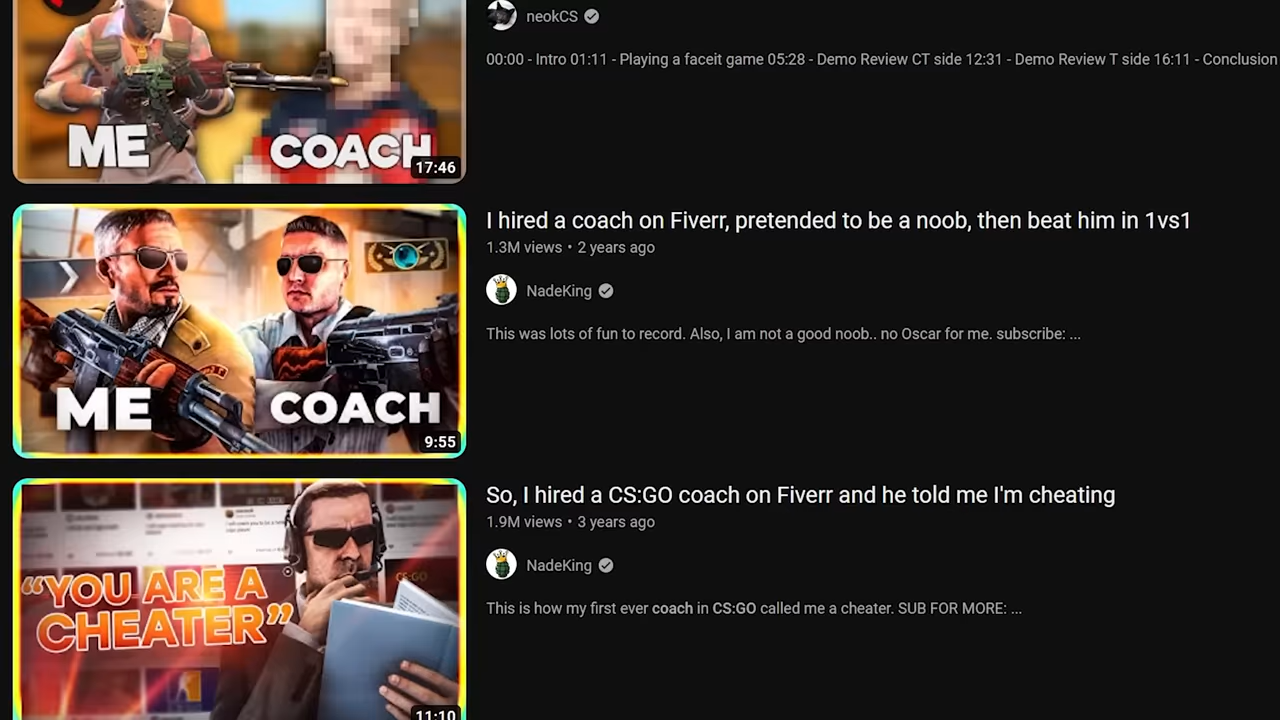 neokCS
00:00 - Intro 01:11 - Playing a faceit game 05:28 - Demo Review CT side 12:31 - Demo Review T side 16:11 - Conclusion
ME
COACH
17:46
I hired a coach on Fiverr, pretended to be a noob, then beat him in 1vs1
1.3M views • 2 years ago
NadeKing
This was lots of fun to record. Also, I am not a good noob.. no Oscar for me. subscribe: ...
ME
COACH
9:55
So, I hired a CS:GO coach on Fiverr and he told me I'm cheating
1.9M views • 3 years ago
NadeKing
This is how my first ever coach in CS:GO called me a cheater. SUB FOR MORE: ...
CS:GO
“YOU ARE A
CHEATER”
11:10